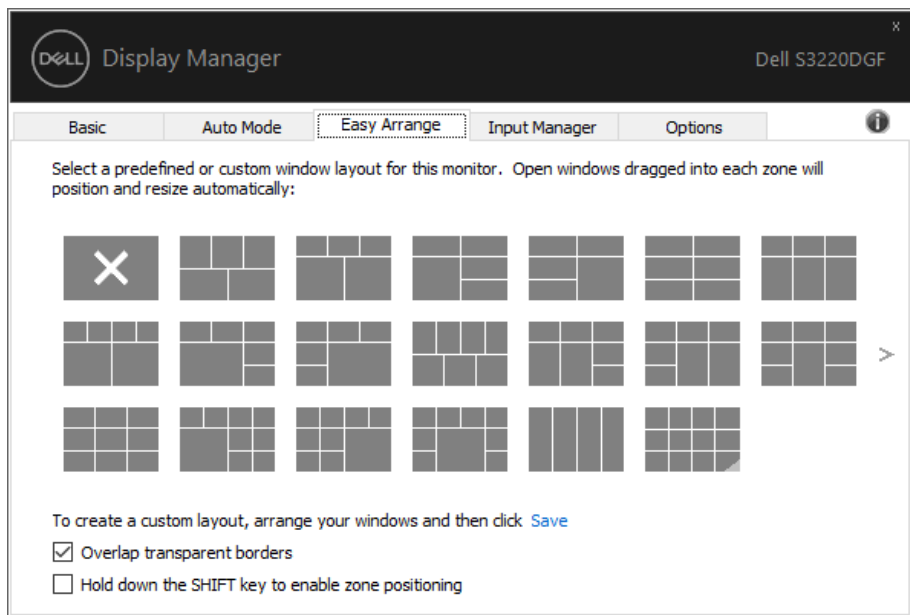 x
DELL Display Manager Dell S3220DGF
Basic Auto Mode Easy Arrange Input Manager Options
Select a predefined or custom window layout for this monitor. Open windows dragged into each zone will
position and resize automatically:
>
To create a custom layout, arrange your windows and then click Save
Overlap transparent borders
Hold down the SHIFT key to enable zone positioning